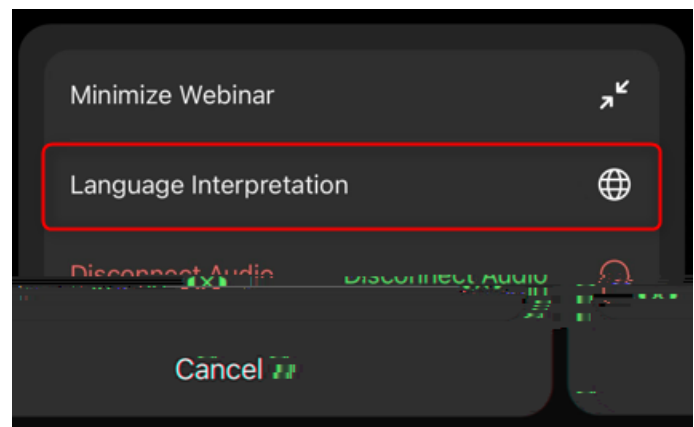 Minimize Webinar
Language Interpretation
Disconnect Audio Disconnect Audio
Cancel